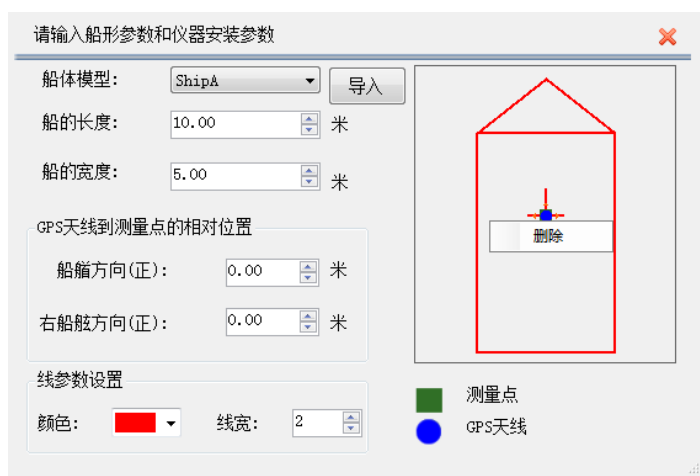 请输入船形参数和仪器安装参数
船体模型: ShipA 导入
船的长度: 10.00 米
船的宽度: 5.00 米
删除
GPS天线到测量点的相对位置
船艏方向(正): 0.00 米
右船舷方向(正): 0.00 米
线参数设置
颜色: 线宽: 2
测量点
GPS天线